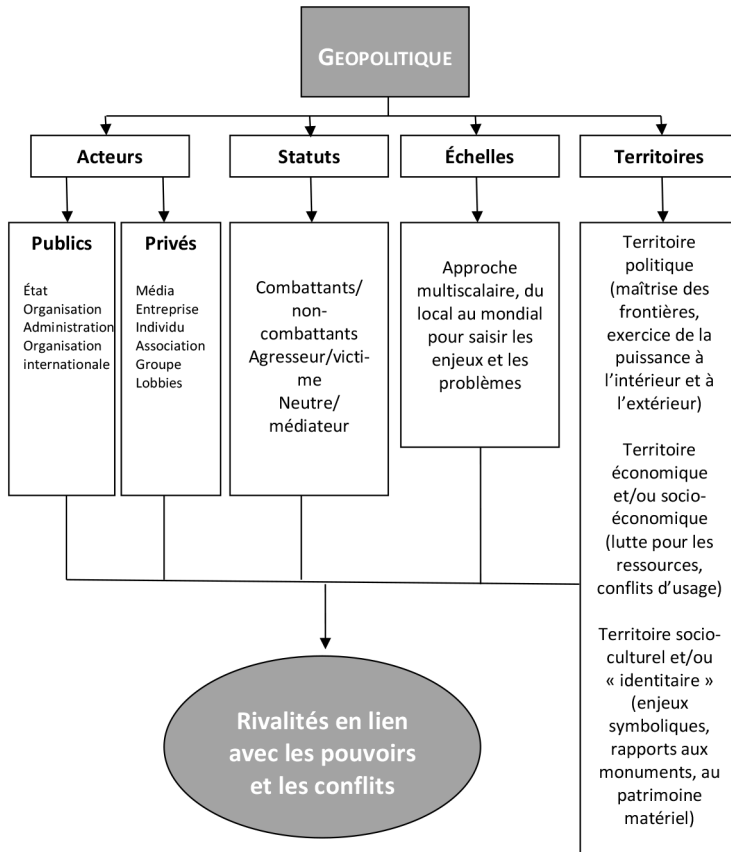 GEOPOLITIQUE
Acteurs
Statuts
Échelles
Territoires
Publics
État
Organisation
Administration
Organisation
internationale
Privés
Média
Entreprise
Individu
Association
Groupe
Lobbies
Combattants/
non-
combattants
Agresseur/victi-
me
Neutre/
médiateur
Approche
multiscalaire, du
local au mondial
pour saisir les
enjeux et les
problèmes
Territoire
politique
(maîtrise des
frontières,
exercice de la
puissance à
l’intérieur et à
l’extérieur)
Territoire
économique
et/ou socio-
économique
(lutte pour les
ressources,
conflits d’usage)
Territoire socio-
culturel et/ou
« identitaire »
(enjeux
symboliques,
rapports aux
monuments, au
patrimoine
matériel)
Rivalités en lien
avec les pouvoirs
et les conflits